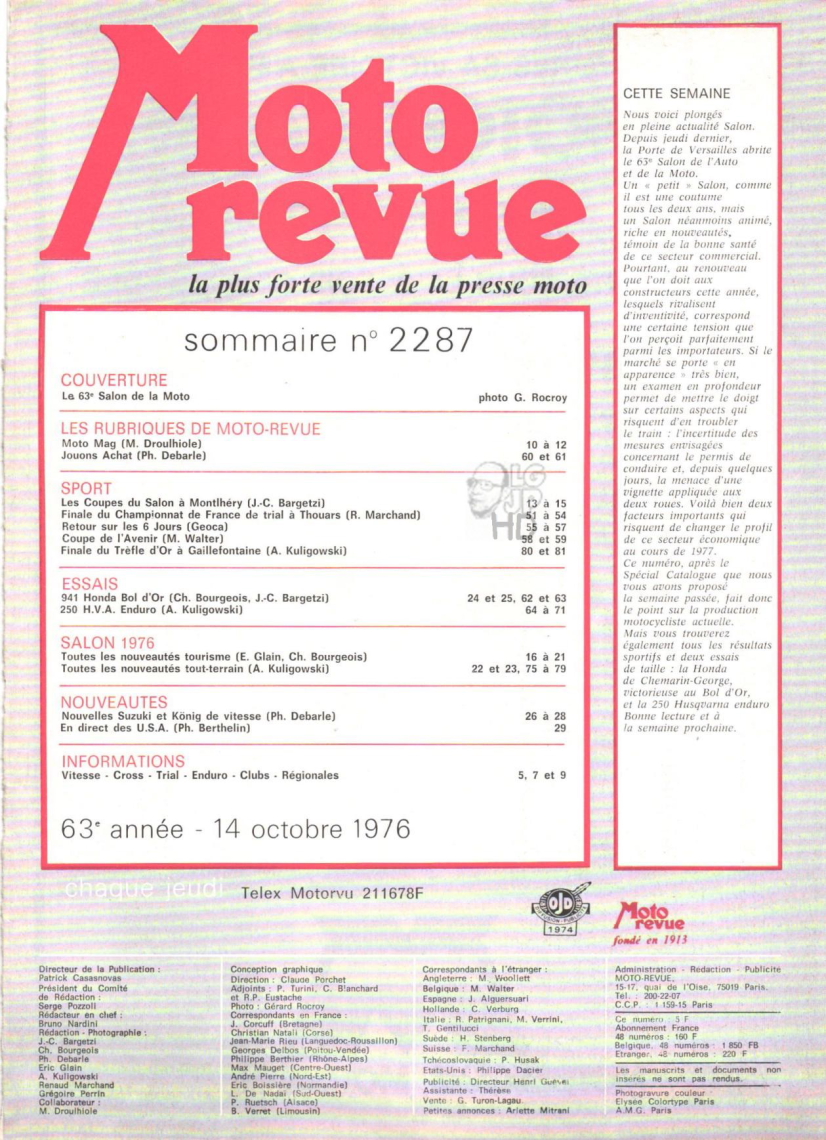 Moto
revue
la plus forte vente de la presse moto
sommaire n° 2287
COUVERTURE
Le 63e Salon de la Moto photo G. Rocroy
LES RUBRIQUES DE MOTO-REVUE
Moto Mag (M. Droulhiole) 10 à 12
Jouons Achat (Ph. Debarle) 60 et 61
SPORT
Les Coupes du Salon à Montlhéry (J.-C. Bargetzi) 13 à 15
Finale du Championnat de France de trial à Thouars (R. Marchand) 51 à 54
Retour sur les 6 Jours (Geoca) 55 à 57
Coupe de l'Avenir (M. Walter) 58 et 59
Finale du Trèfle d'Or à Gaillefontaine (A. Kuligowski) 80 et 81
LG
JP
HD
ESSAIS
941 Honda Bol d'Or (Ch. Bourgeois, J.-C. Bargetzi) 24 et 25, 62 et 63
250 H.V.A. Enduro (A. Kuligowski) 64 à 71
SALON 1976
Toutes les nouveautés tourisme (E. Glain, Ch. Bourgeois) 16 à 21
Toutes les nouveautés tout-terrain (A. Kuligowski) 22 et 23, 75 à 79
NOUVEAUTES
Nouvelles Suzuki et König de vitesse (Ph. Debarle) 26 à 28
En direct des U.S.A. (Ph. Berthelin) 29
INFORMATIONS
Vitesse - Cross - Trial - Enduro - Clubs - Régionales 5, 7 et 9
63e année - 14 octobre 1976
CETTE SEMAINE
Nous voici plongés
en pleine actualité Salon.
Depuis jeudi dernier,
la Porte de Versailles abrite
le 63e Salon de l'Auto
et de la Moto.
Un « petit » Salon, comme
il est une coutume
tous les deux ans, mais
un Salon néanmoins animé,
riche en nouveautés,
témoin de la bonne santé
de ce secteur commercial.
Pourtant, au renouveau
que l'on doit aux
constructeurs cette année,
lesquels rivalisent
d'inventivité, correspond
une certaine tension que
l'on perçoit parfaitement
parmi les importateurs. Si le
marché se porte « en
apparence » très bien,
un examen en profondeur
permet de mettre le doigt
sur certains aspects qui
risquent d'en troubler
le train : l'incertitude des
mesures envisagées
concernant le permis de
conduire et, depuis quelques
jours, la menace d'une
vignette appliquée aux
deux roues. Voilà bien deux
facteurs importants qui
risquent de changer le profil
de ce secteur économique
au cours de 1977.
Ce numéro, après le
Spécial Catalogue que nous
vous avons proposé
la semaine passée, fait donc
le point sur la production
motocycliste actuelle.
Mais vous trouverez
également tous les résultats
sportifs et deux essais
de taille : la Honda
de Chemarin-George,
victorieuse au Bol d'Or,
et la 250 Husqvarna enduro
Bonne lecture et à
la semaine prochaine.
chaque jeudi Telex Motorvu 211678F
OJD
1974
Moto
revue
fondé en 1913
Directeur de la Publication :
Patrick Casasnovas
Président du Comité
de Rédaction :
Serge Pozzoli
Rédacteur en chef :
Bruno Nardini
Rédaction - Photographie :
J.-C. Bargetzi
Ch. Bourgeois
Ph. Debarle
Eric Glain
A. Kuligowski
Renaud Marchand
Grégoire Perrin
Collaborateur :
M. Droulhiole
Conception graphique
Direction : Claude Porchet
Adjoints : P. Turini, C. Blanchard
et R.P. Eustache
Photo : Gérard Rocroy
Correspondants en France :
J. Corcuff (Bretagne)
Christian Natali (Corse)
Jean-Marie Rieu (Languedoc-Roussillon)
Georges Delbos (Poitou-Vendée)
Philippe Berthier (Rhône-Alpes)
Max Mauget (Centre-Ouest)
André Pierre (Nord-Est)
Eric Boissière (Normandie)
L. De Nadai (Sud-Ouest)
P. Ruetsch (Alsace)
B. Verret (Limousin)
Correspondants à l'étranger :
Angleterre : M. Woollett
Belgique : M. Walter
Espagne : J. Alguersuari
Hollande : C. Verburg
Italie : R. Patrignani, M. Verrini,
T. Gentilucci
Suède : H. Stenberg
Suisse : F. Marchand
Tchécoslovaquie : P. Husak
Etats-Unis : Philippe Dacier
Publicité : Directeur Henri
Assistante : Thérèse
Vente : G. Turon-Lagau
Petites annonces : Arlette Mitrani
Administration - Redaction - Publicite
MOTO-REVUE,
15-17, quai de l'Oise, 75019 Paris.
Tél. : 200-22-07
C.C.P. : 1 159-15 Paris
Ce numéro : 5 F
Abonnement France
48 numéros : 160 F
Belgique, 48 numéros : 1 850 FB
Etranger, 48 numéros : 220 F
Les manuscrits et documents non
insérés ne sont pas rendus.
Photogravure couleur :
Elysée Colortype Paris
A.M.G. Paris